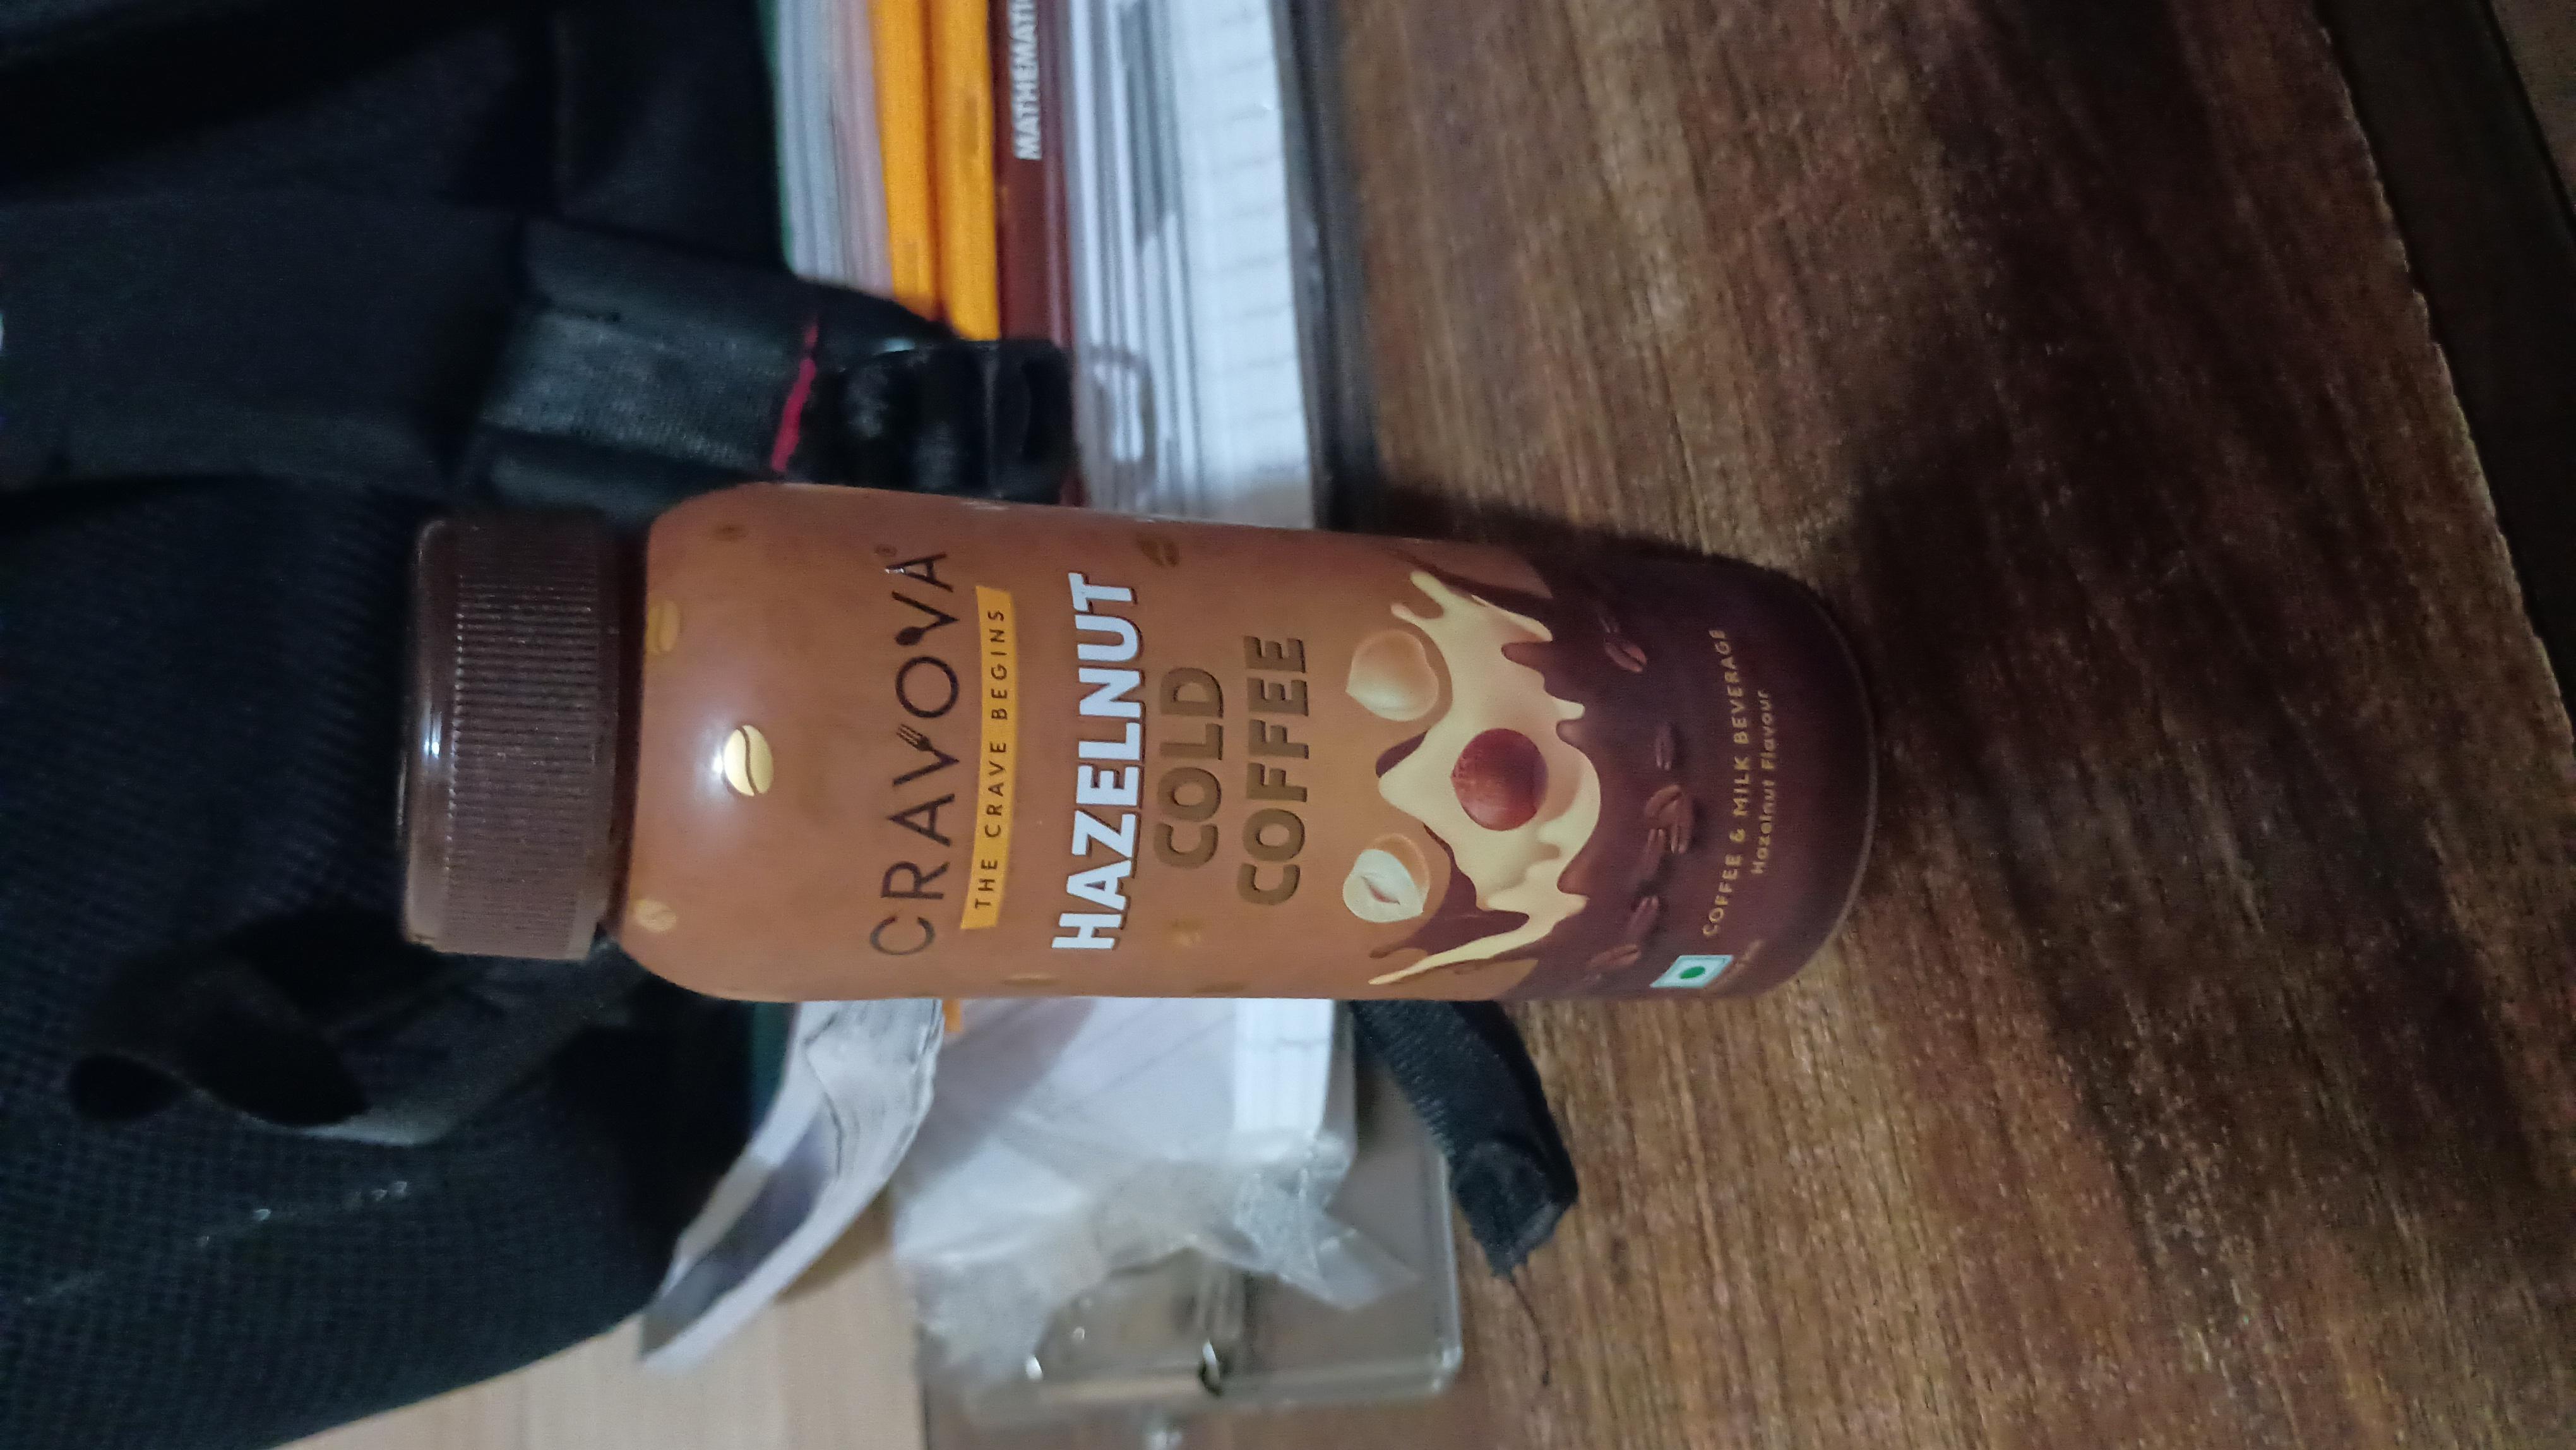 MATHEMATI
CRAVOVA®
THE CRAVE BEGINS
HAZELNUT
COLD
COFFEE
COFFEE & MILK BEVERAGE
Hazelnut Flavour